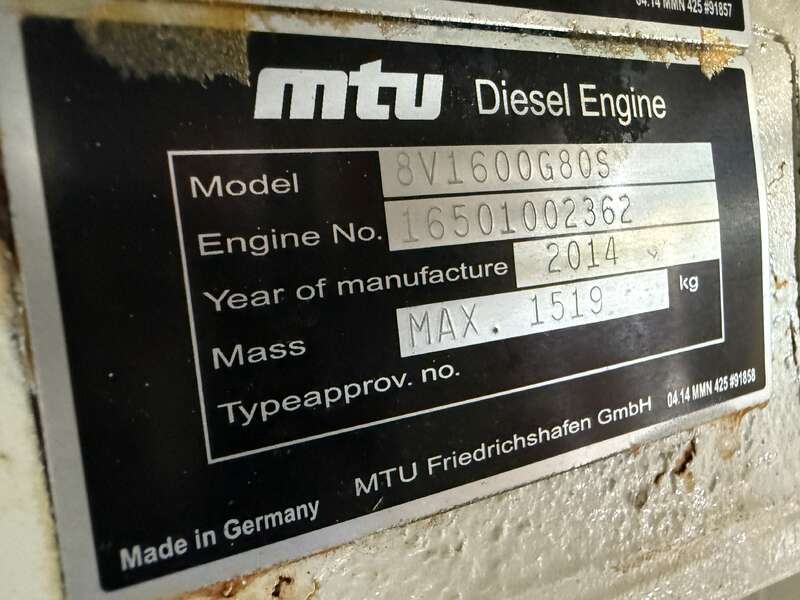 04.14 MMN 425 #91857
mtu Diesel Engine
Model 8V1600G80S
Engine No. 16501002362
Year of manufacture 2014
Mass MAX. 1519 kg
Typeapprov. no.
MTU Friedrichshafen GmbH 04.14 MMN 425 #91858
Made in Germany